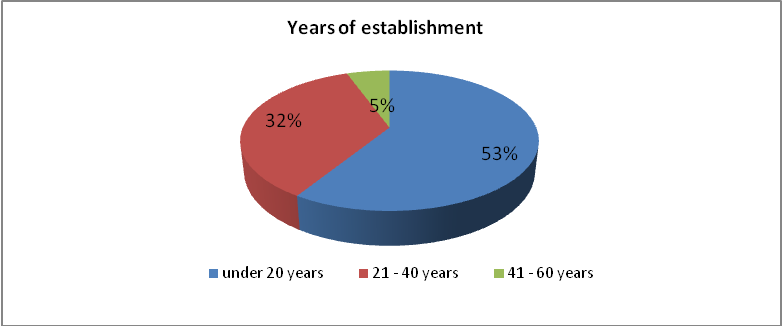 Years of establishment
5%
32%
53%
under 20 years 21 - 40 years 41 - 60 years